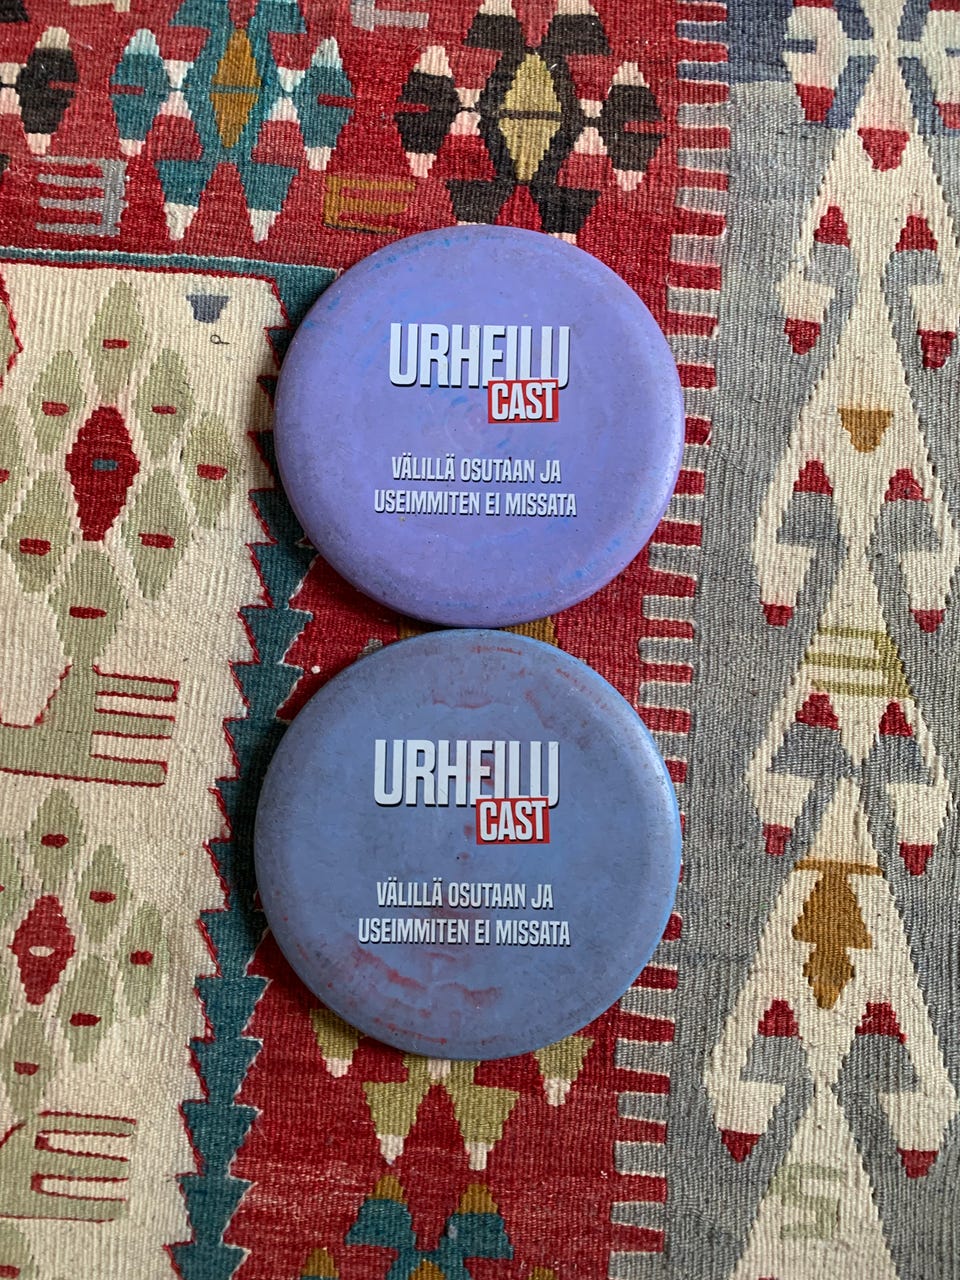 URHEILU
CAST
VÄLILLÄ OSUTAAN JA
USEIMMITEN EI MISSATA
URHEILU
CAST
VÄLILLÄ OSUTAAN JA
USEIMMITEN EI MISSATA